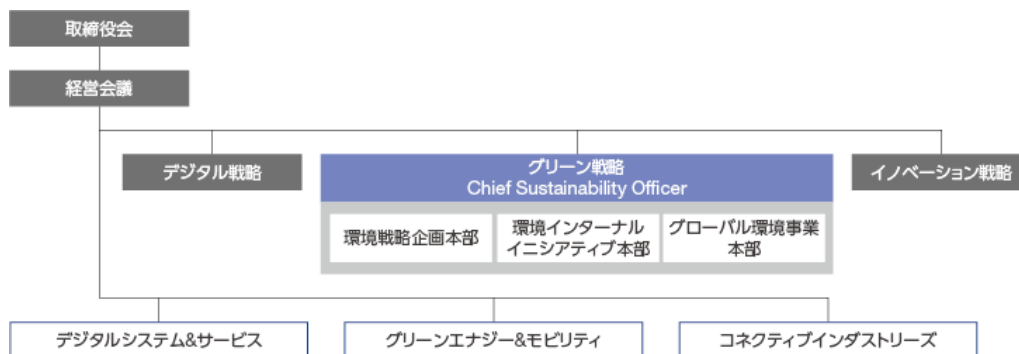 取締役会
経営会議
デジタル戦略
グリーン戦略
Chief Sustainability Officer
イノベーション戦略
環境戦略企画本部
環境インターナル
イニシアティブ本部
グローバル環境事業
本部
デジタルシステム&サービス
グリーンエナジー&モビリティ
コネクティブインダストリーズ